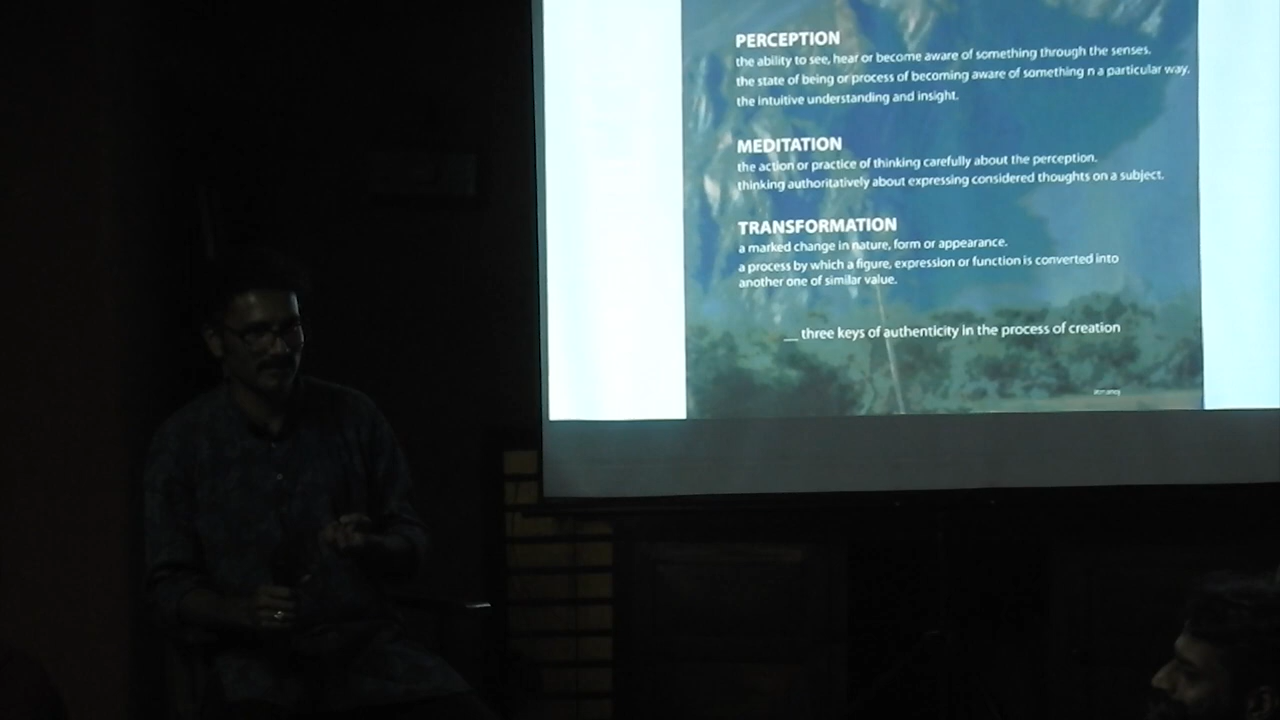 PERCEPTION
the ability to see, hear or become aware of something through the senses.
the state of being or process of becoming aware of something n a particular way.
the intuitive understanding and insight.
MEDITATION
the action or practice of thinking carefully about the perception.
thinking authoritatively about expressing considered thoughts on a subject.
TRANSFORMATION
a marked change in nature, form or appearance.
a process by which a figure, expression or function is converted into
another one of similar value.
__ three keys of authenticity in the process of creation